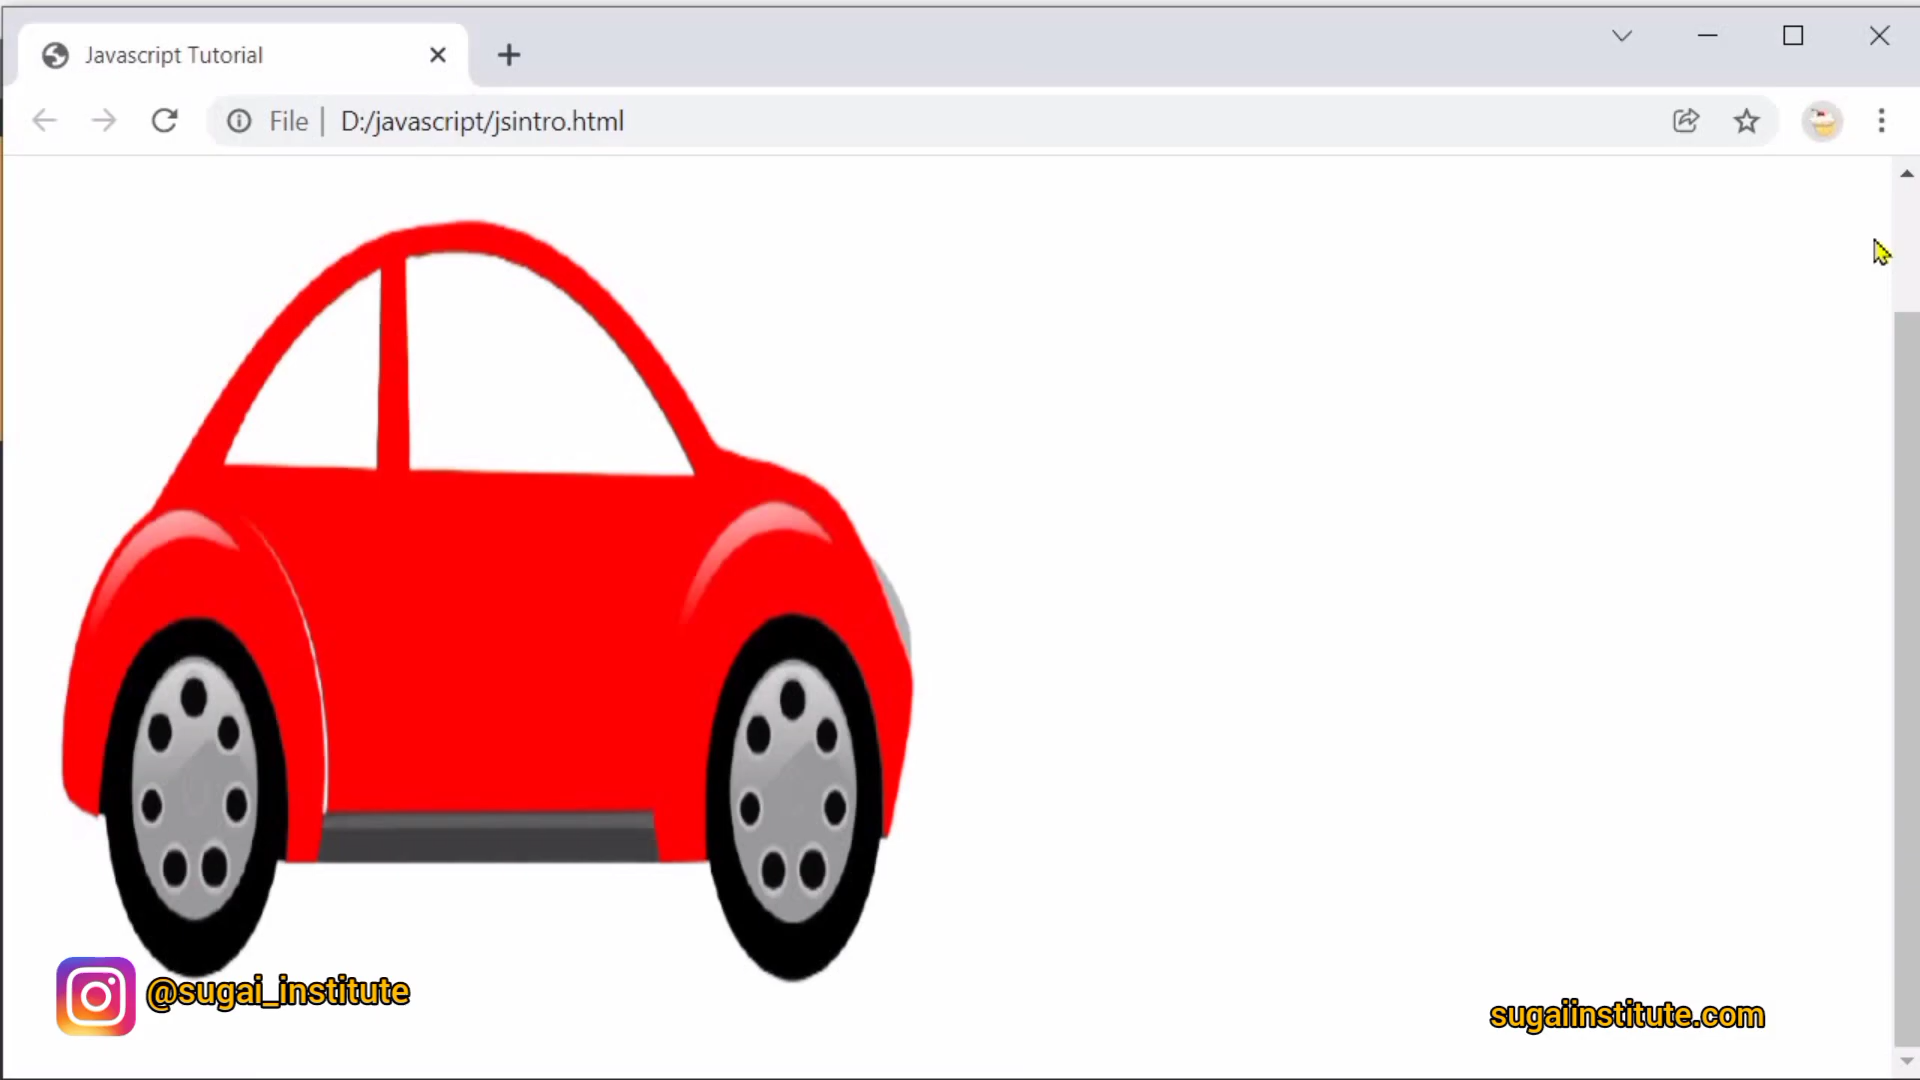 Javascript Tutorial
File | D:/javascript/jsintro.html
@sugai_institute
sugaiinstitute.com